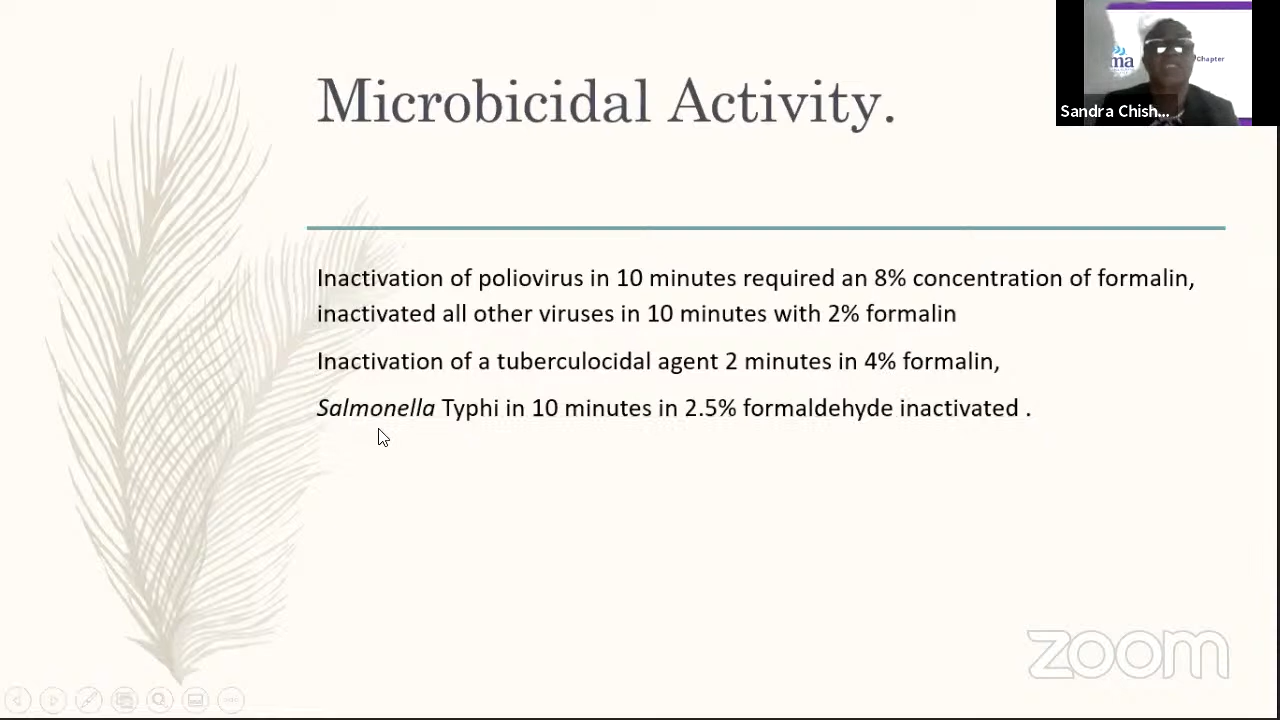 Microbicidal Activity.
ma
Chapter
Sandra Chish...
Inactivation of poliovirus in 10 minutes required an 8% concentration of formalin,
inactivated all other viruses in 10 minutes with 2% formalin
Inactivation of a tuberculocidal agent 2 minutes in 4% formalin,
Salmonella Typhi in 10 minutes in 2.5% formaldehyde inactivated .
zoom